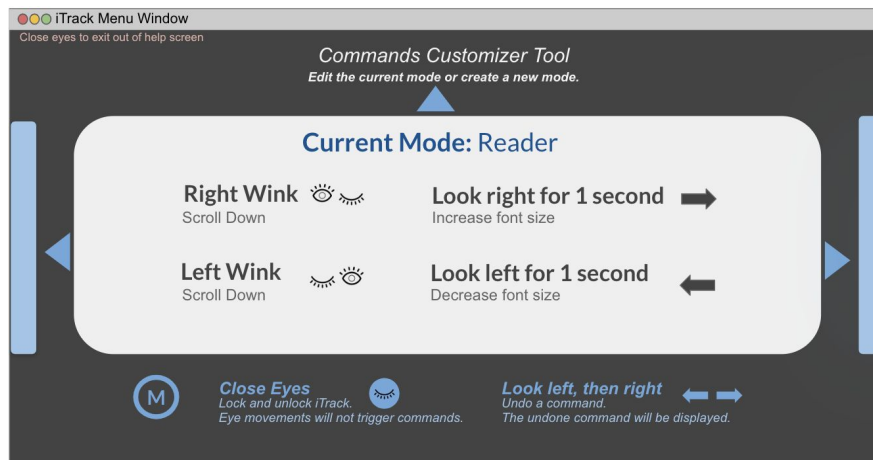 iTrack Menu Window
Close eyes to exit out of help screen
Commands Customizer Tool
Edit the current mode or create a new mode.
Current Mode: Reader
Right Wink
Scroll Down
Look right for 1 second
Increase font size
Left Wink
Scroll Down
Look left for 1 second
Decrease font size
M
Close Eyes
Lock and unlock iTrack.
Eye movements will not trigger commands.
Look left, then right
Undo a command.
The undone command will be displayed.